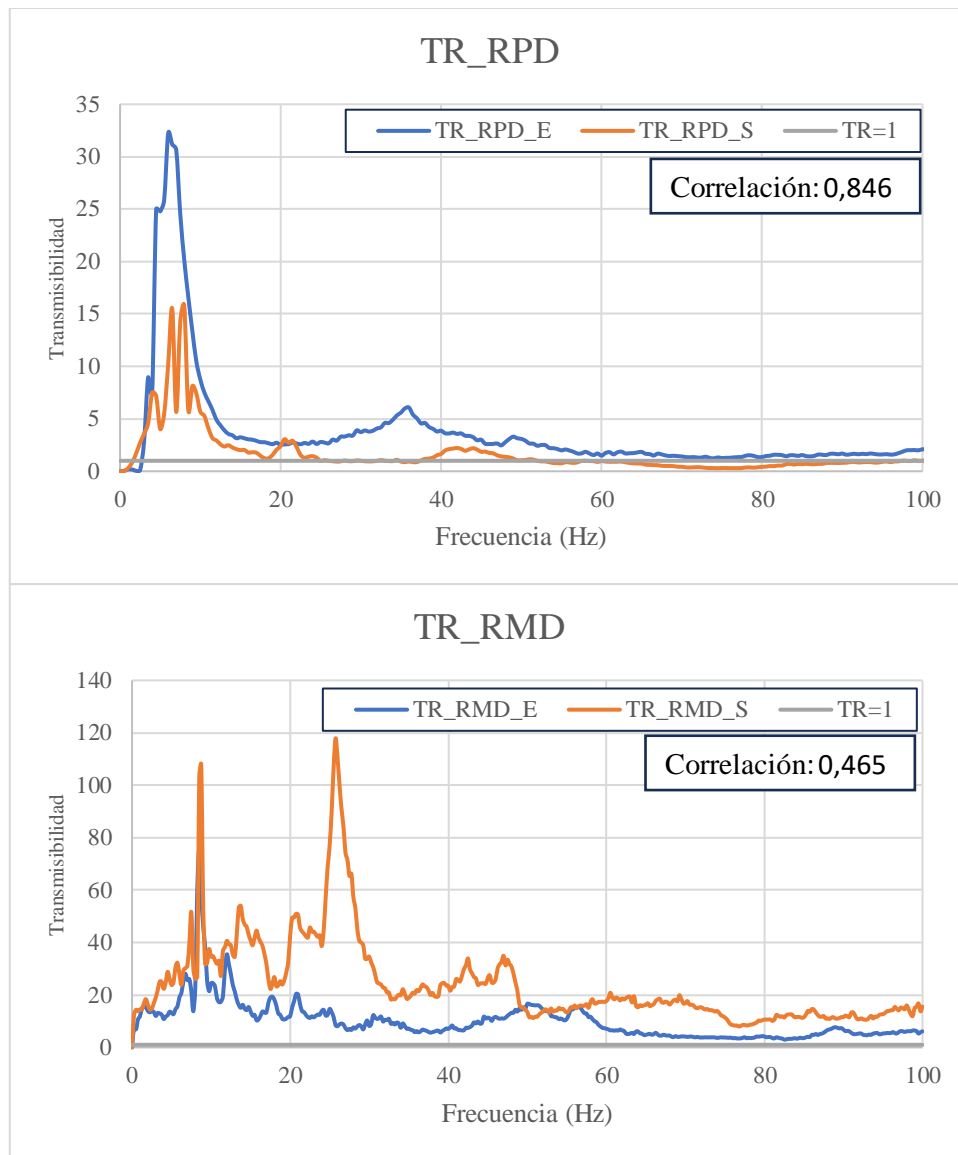 TR_RPD
35
30
25
20
15
10
5
0
Transmisibilidad
TR_RPD_E TR_RPD_S TR=1
Correlación: 0,846
0 20 40 60 80 100
Frecuencia (Hz)
TR_RMD
140
120
100
80
60
40
20
0
Transmisibilidad
TR_RMD_E TR_RMD_S TR=1
Correlación: 0,465
0 20 40 60 80 100
Frecuencia (Hz)